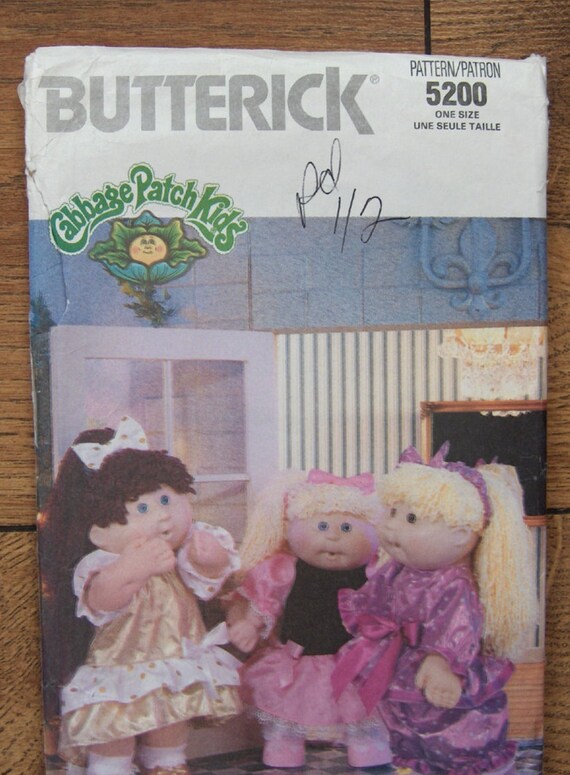 BUTTERICK®
PATTERN/PATRON
5200
ONE SIZE
UNE SEULE TAILLE
pd
1/2
Cabbage Patch Kids